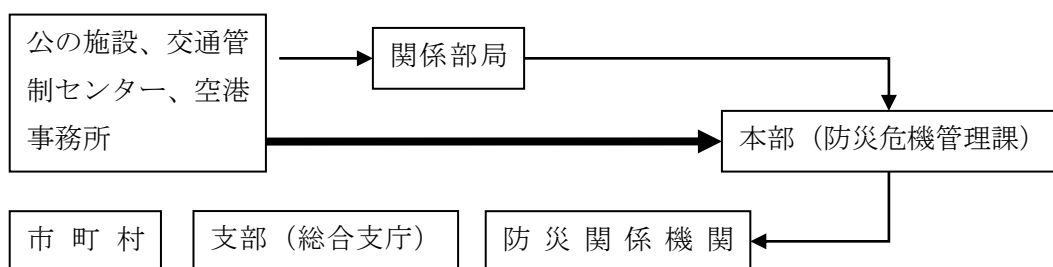 公の施設、交通管
制センター、空港
事務所
関係部局
本部（防災危機管理課）
市町村
支部（総合支庁）
防災関係機関